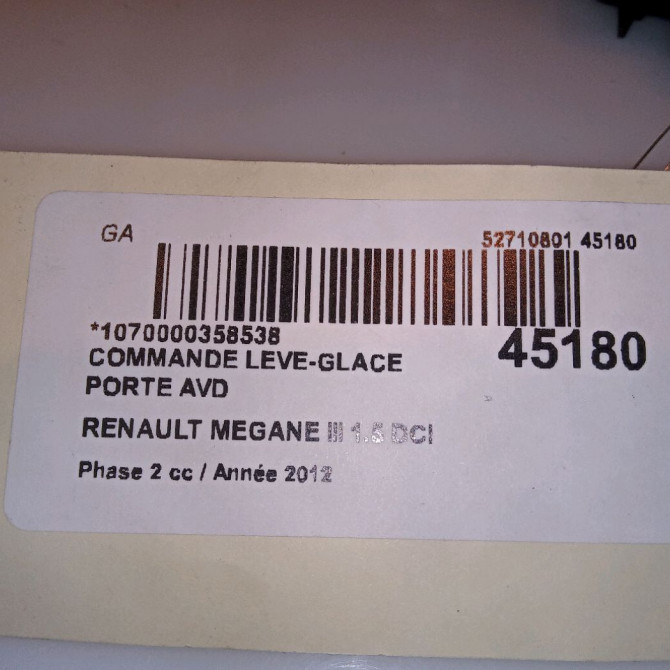 GA
52710801 45180
*1070000358538
45180
COMMANDE LEVE-GLACE
PORTE AVD
RENAULT MEGANE III 1.5 DCI
Phase 2 cc / Année 2012